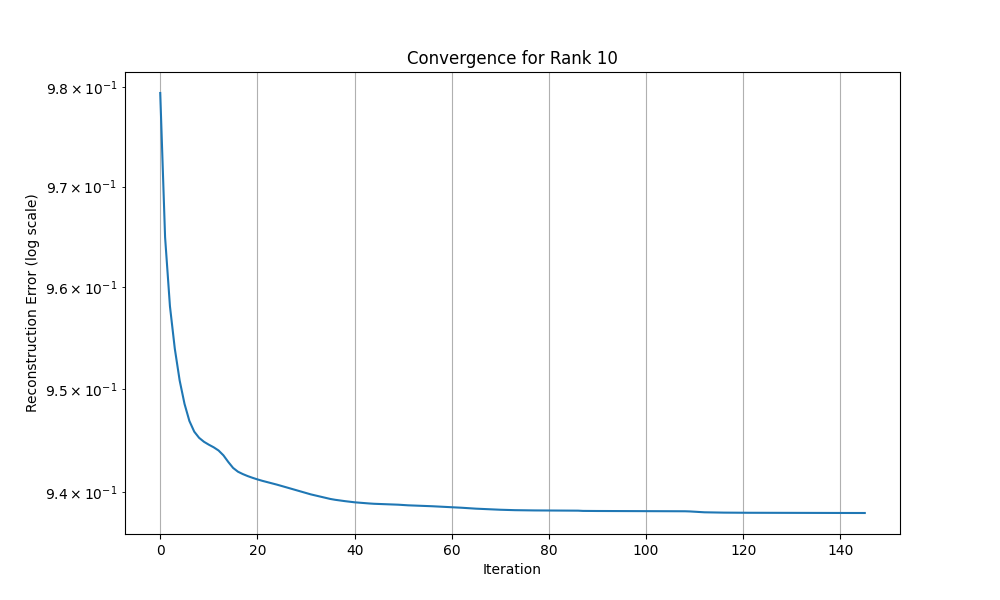 Convergence for Rank 10
Reconstruction Error (log scale)
9.8 × 10⁻¹
9.7 × 10⁻¹
9.6 × 10⁻¹
9.5 × 10⁻¹
9.4 × 10⁻¹
0 20 40 60 80 100 120 140
Iteration